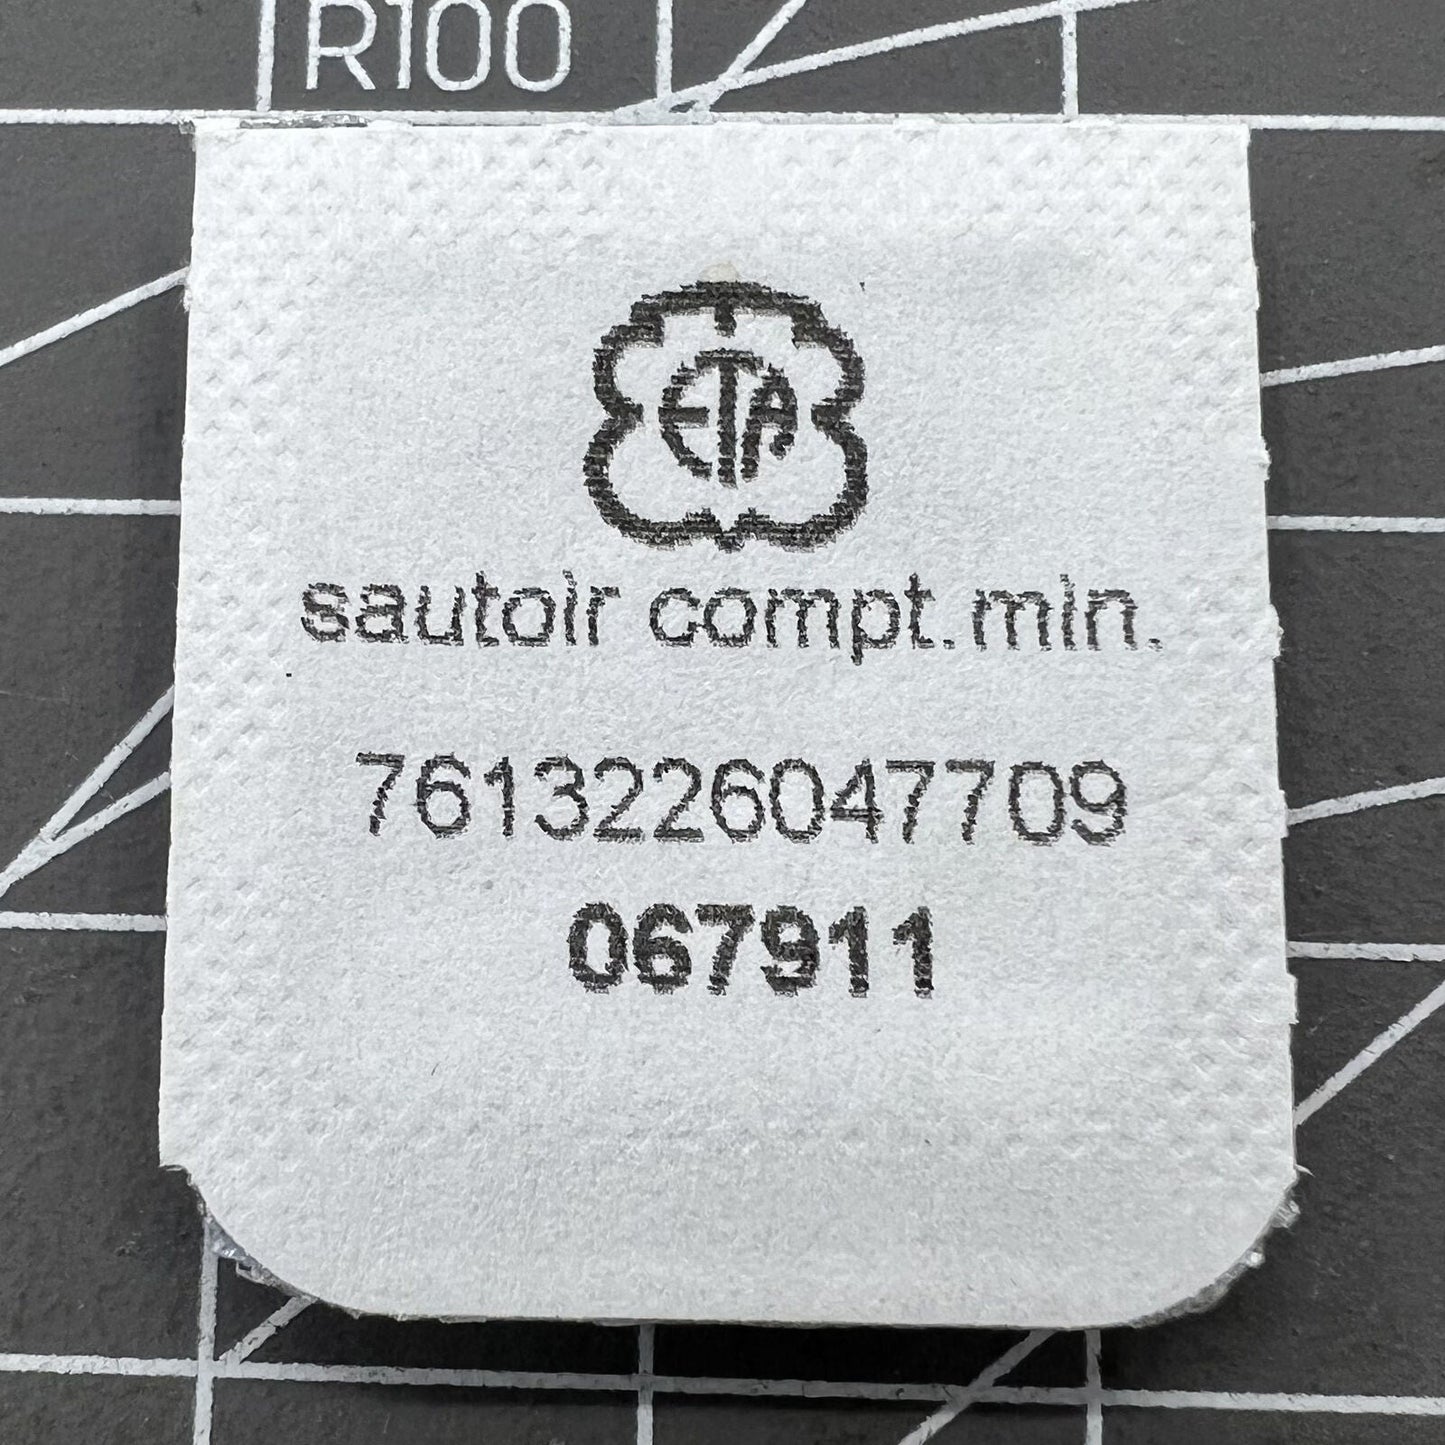 R100
ETA
sautoir compt.min.
7613226047709
067911